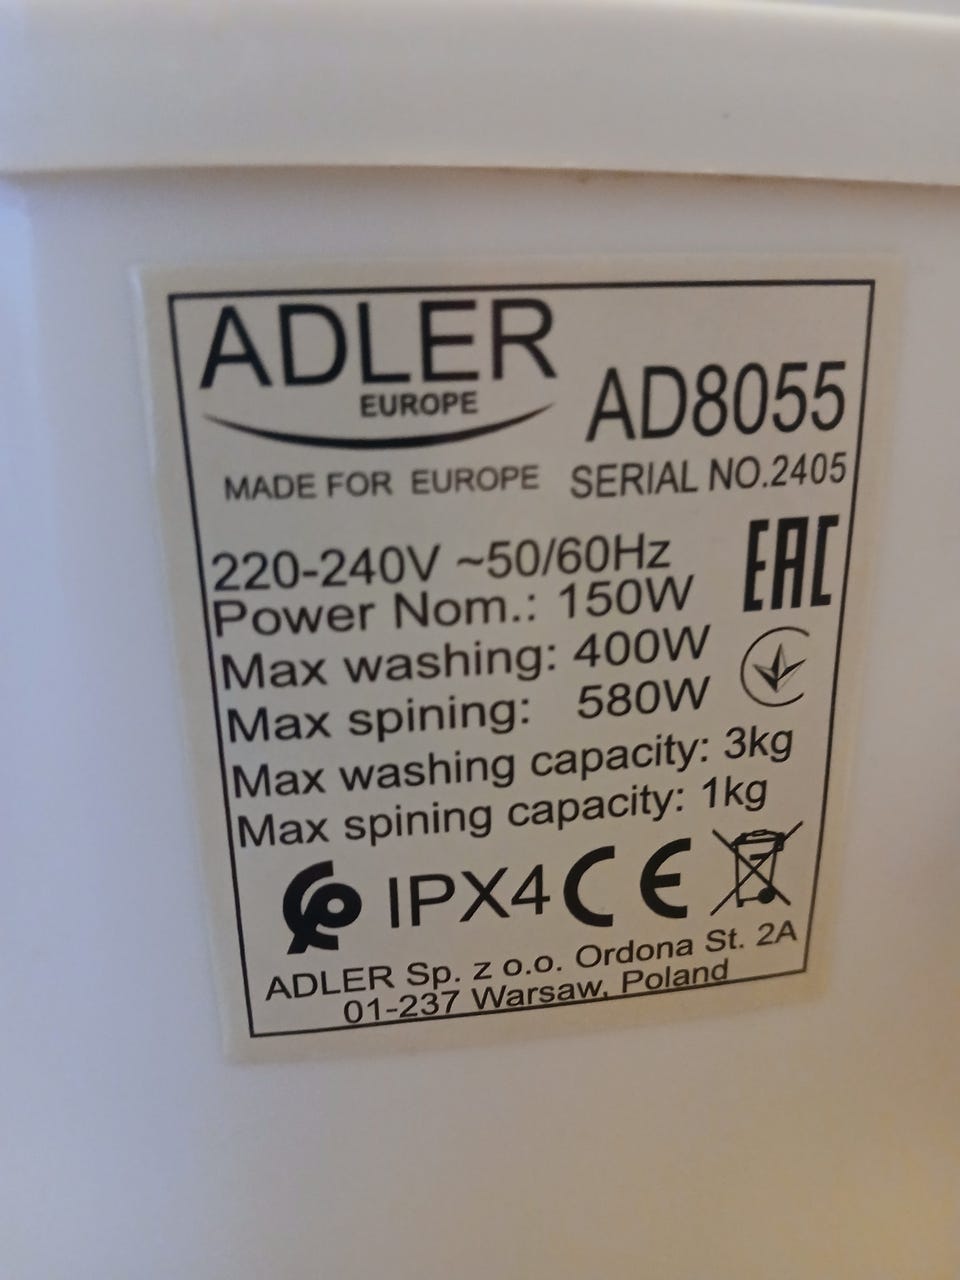 ADLER
EUROPE
AD8055
MADE FOR EUROPE SERIAL NO.2405
220-240V ~50/60Hz
Power Nom.: 150W
EAC
Max washing: 400W
Max spining: 580W
Max washing capacity: 3kg
Max spining capacity: 1kg
IPX4 CE
ADLER Sp. z o.o. Ordona St. 2A
01-237 Warsaw, Poland